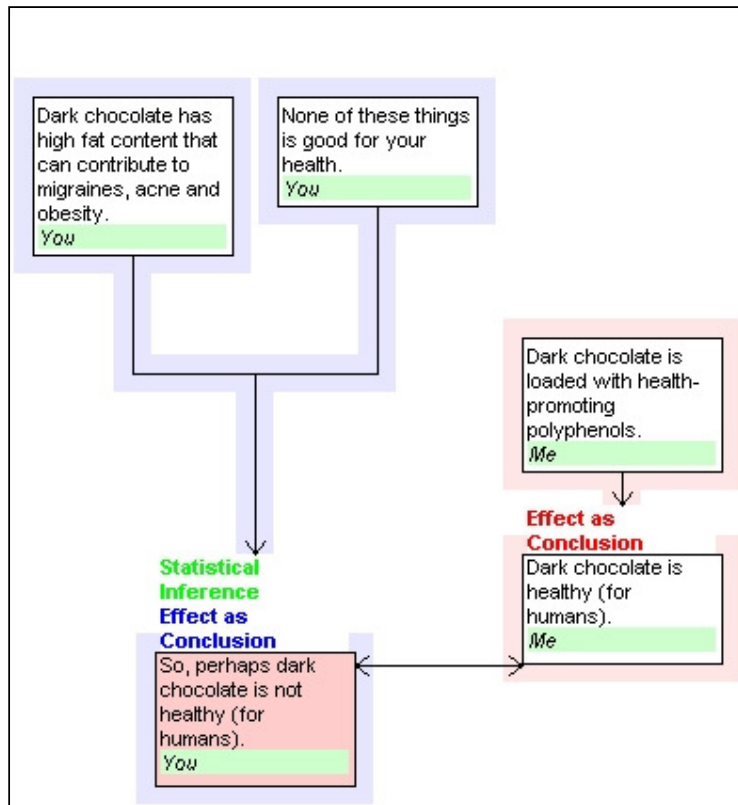 Dark chocolate has
high fat content that
can contribute to
migraines, acne and
obesity.
You
None of these things
is good for your
health.
You
Dark chocolate is
loaded with health-
promoting
polyphenols.
Me
Effect as
Conclusion
Dark chocolate is
healthy (for
humans).
Me
Statistical
Inference
Effect as
Conclusion
So, perhaps dark
chocolate is not
healthy (for
humans).
You